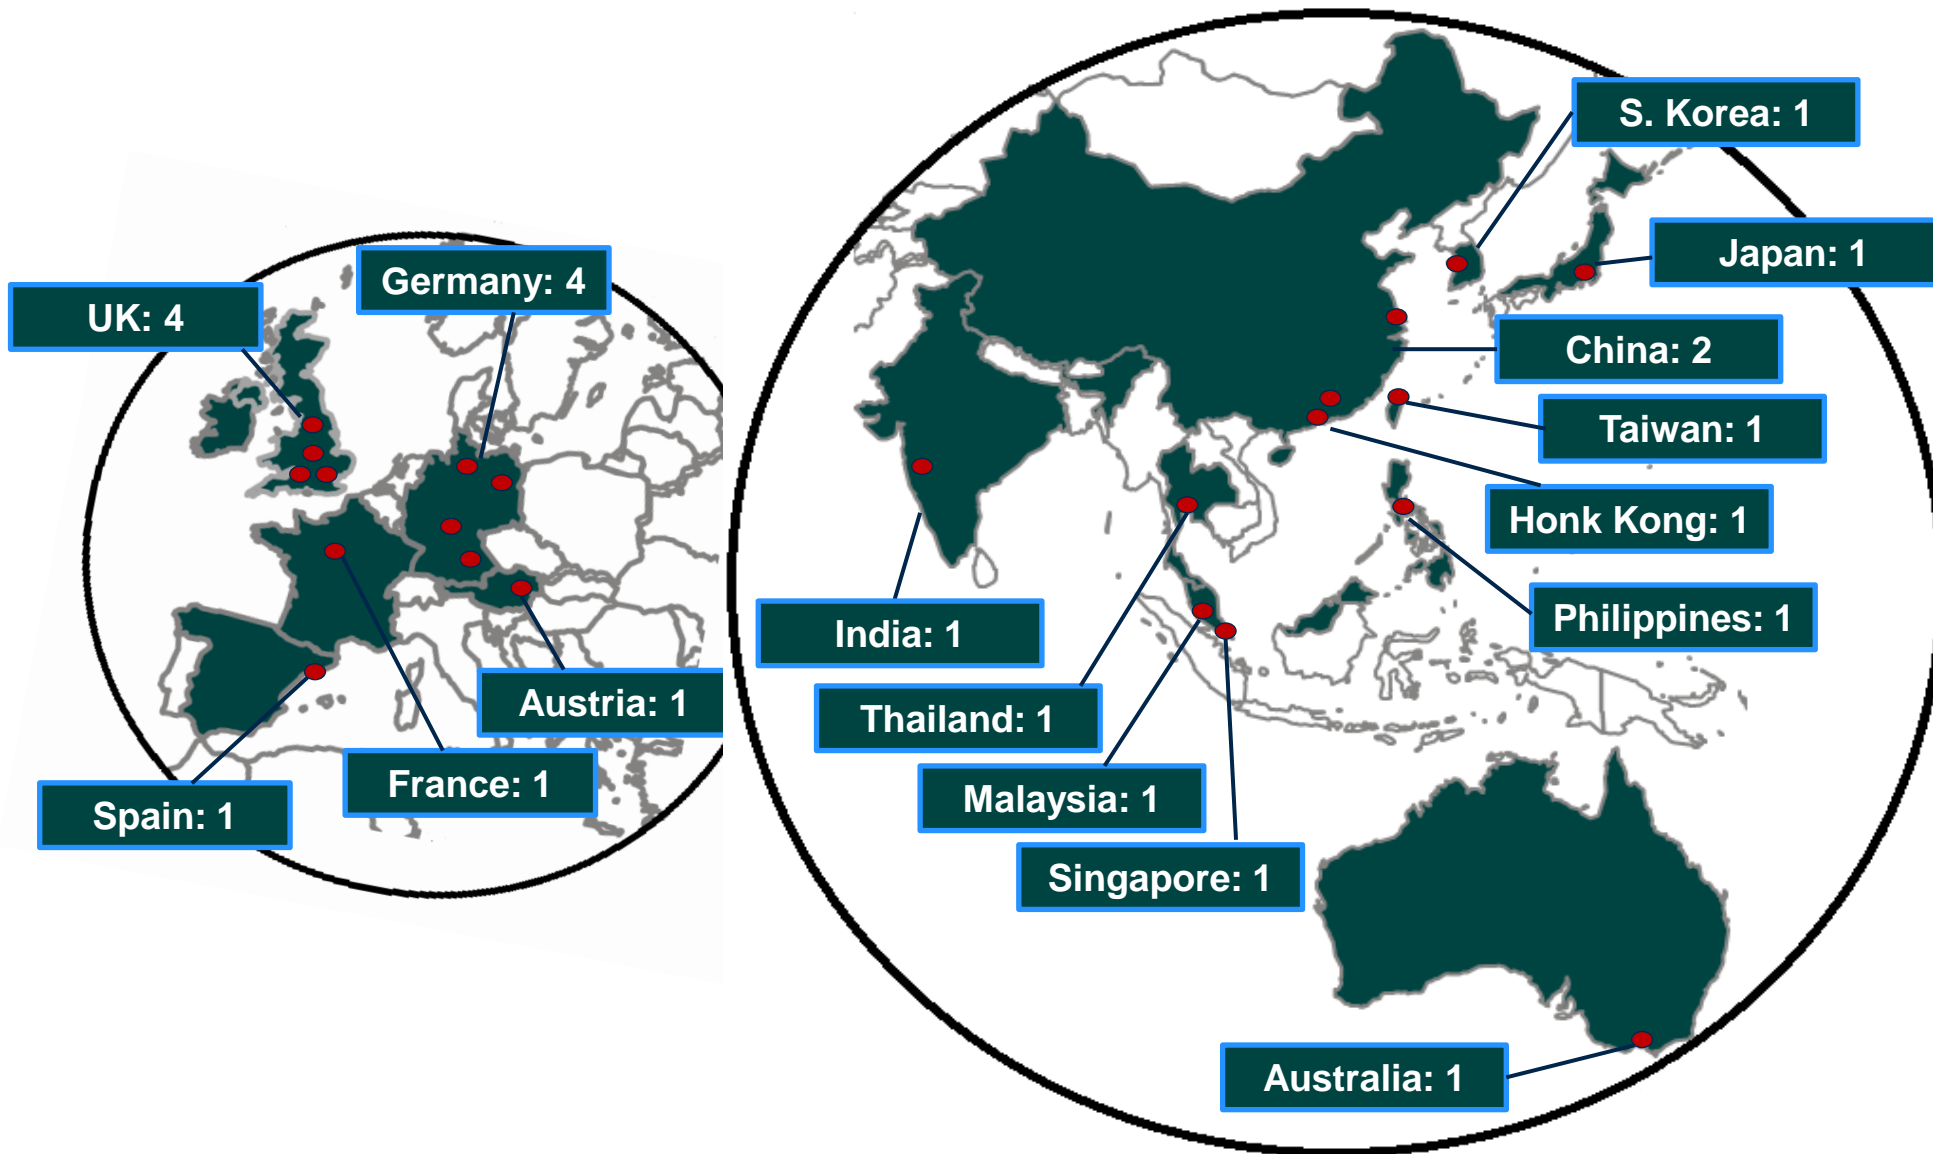 UK: 4
Germany: 4
Austria: 1
France: 1
Spain: 1
S. Korea: 1
Japan: 1
China: 2
Taiwan: 1
Honk Kong: 1
Philippines: 1
India: 1
Thailand: 1
Malaysia: 1
Singapore: 1
Australia: 1